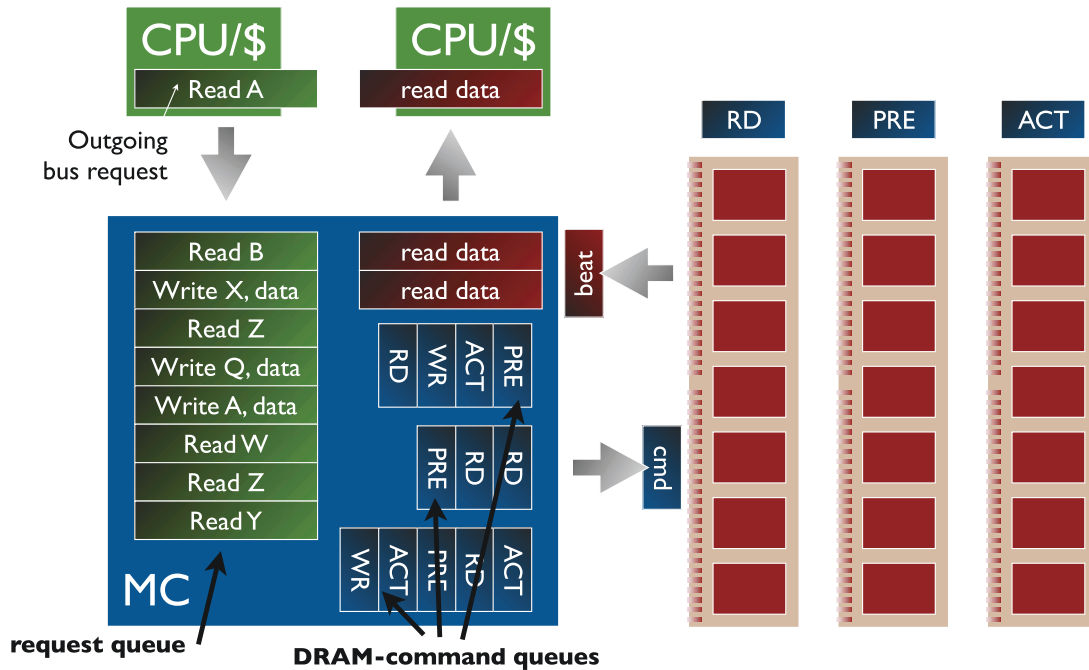 CPU/$
Read A
Outgoing
bus request
CPU/$
read data
RD
PRE
ACT
Read B
Write X, data
Read Z
Write Q, data
Write A, data
Read W
Read Z
Read Y
read data
read data
beat
RD
WR
ACT
PRE
PRE
RD
RD
cmd
WR
ACT
PRE
RD
ACT
MC
request queue
DRAM-command queues